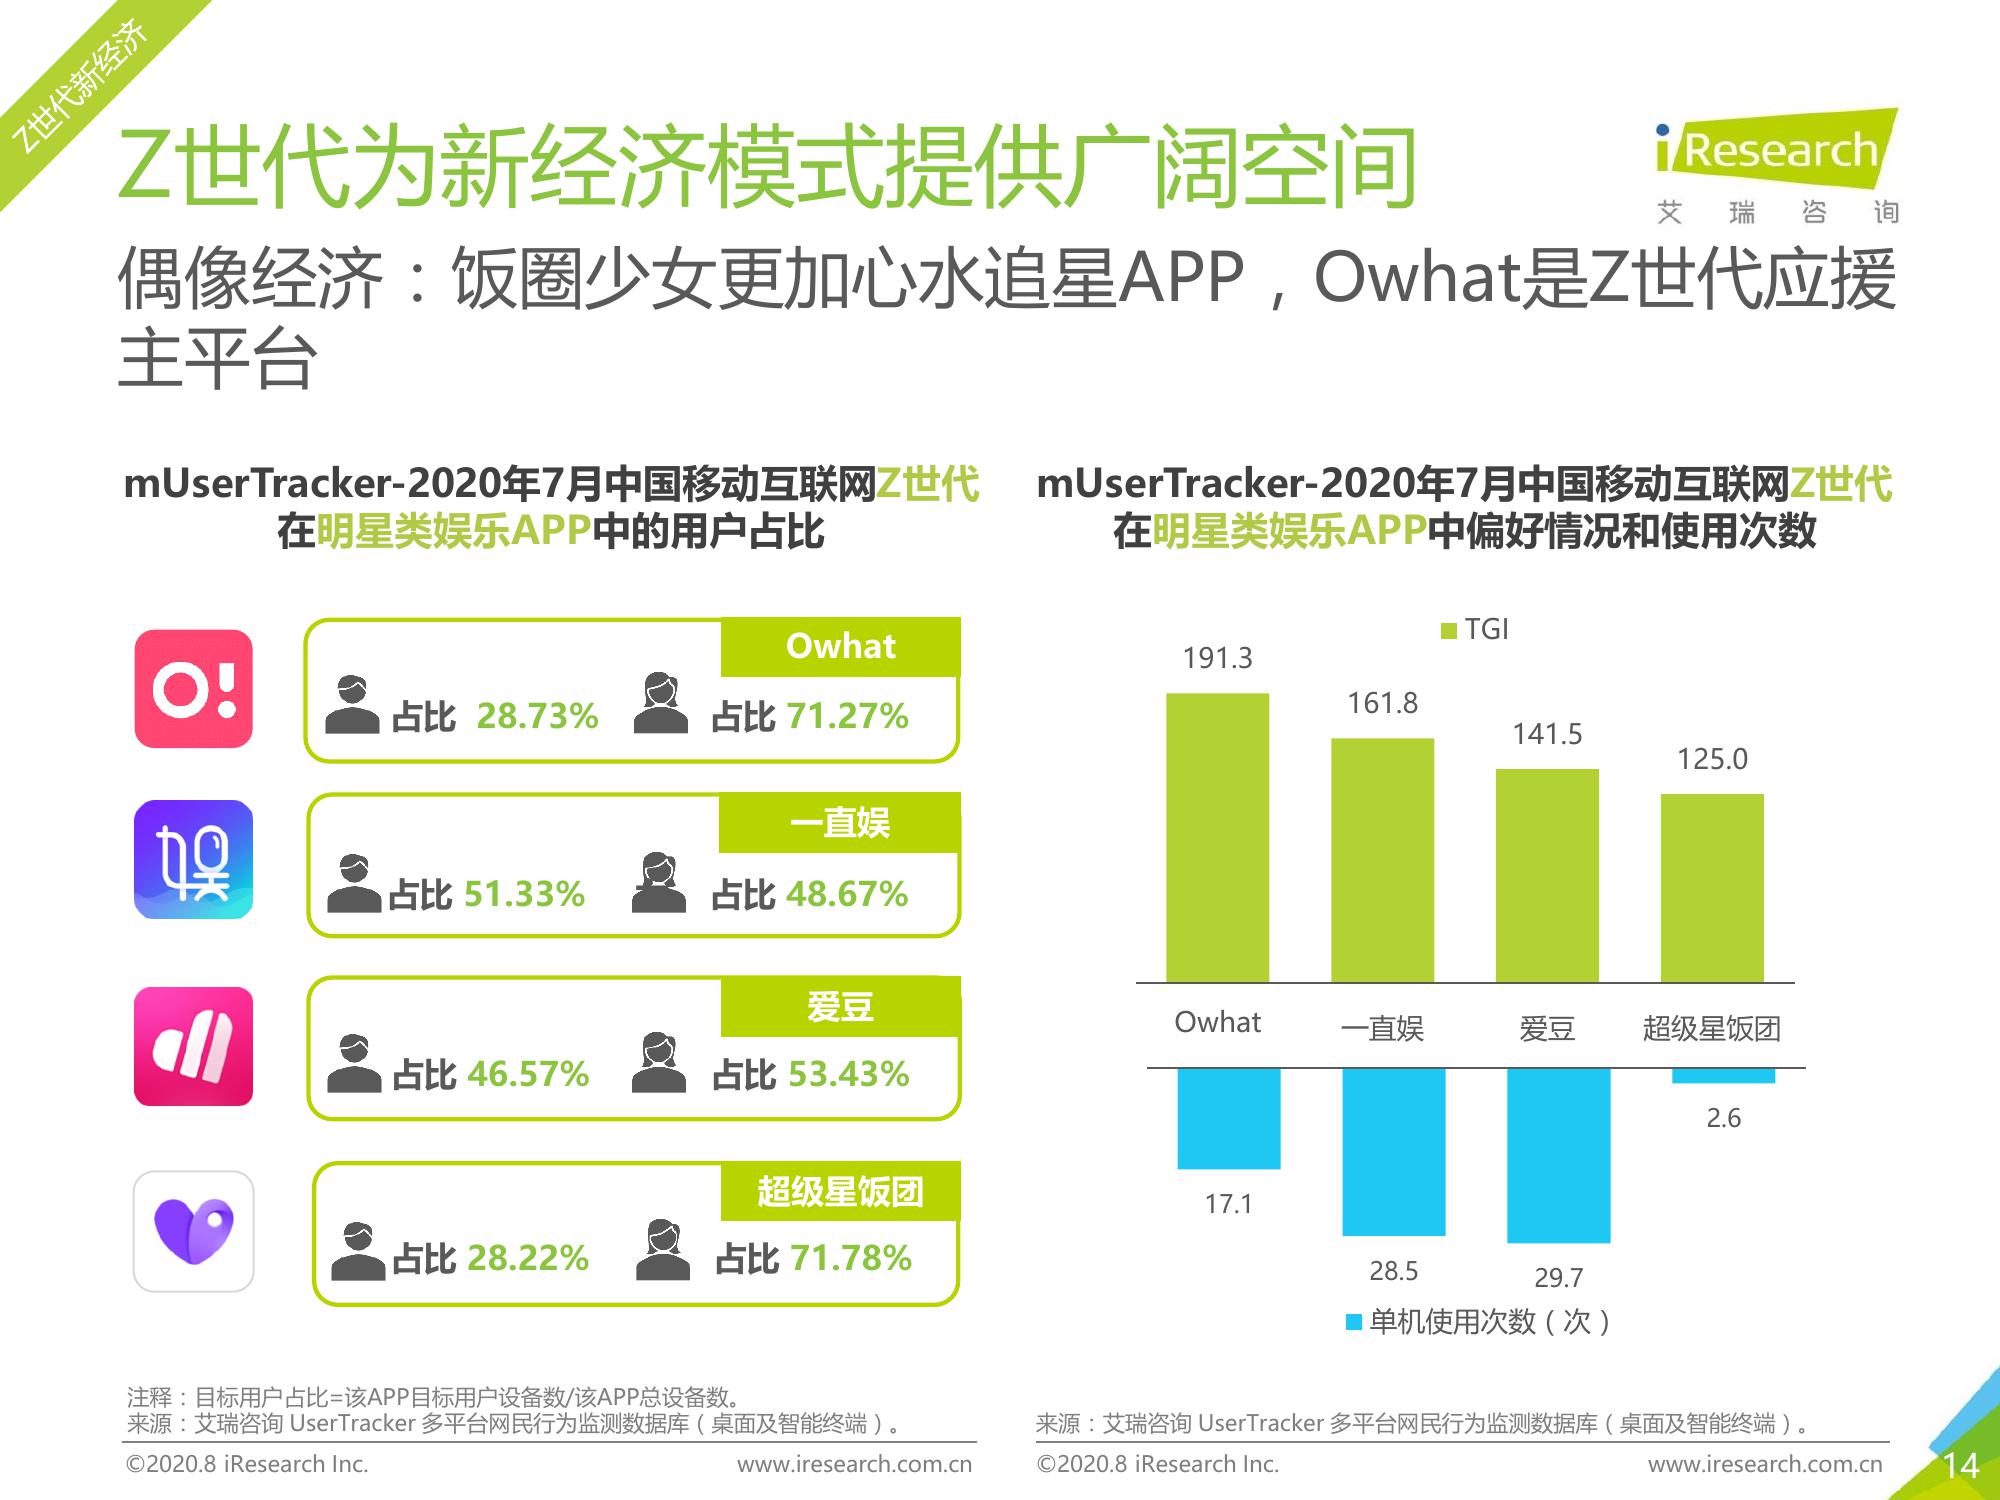 Z世代新经济
Z世代为新经济模式提供广阔空间
iResearch
艾瑞咨询
偶像经济：饭圈少女更加心水追星APP，Owhat是Z世代应援
主平台
mUserTracker-2020年7月中国移动互联网Z世代
在明星类娱乐APP中的用户占比
O!
Owhat
占比 28.73%
占比 71.27%
一直娱
占比 51.33%
占比 48.67%
爱豆
占比 46.57%
占比 53.43%
超级星饭团
占比 28.22%
占比 71.78%
注释：目标用户占比=该APP目标用户设备数/该APP总设备数。
来源：艾瑞咨询 UserTracker 多平台网民行为监测数据库（桌面及智能终端）。
©2020.8 iResearch Inc.
www.iresearch.com.cn
mUserTracker-2020年7月中国移动互联网Z世代
在明星类娱乐APP中偏好情况和使用次数
TGI
191.3
161.8
141.5
125.0
Owhat
一直娱
爱豆
超级星饭团
17.1
28.5
29.7
2.6
单机使用次数（次）
来源：艾瑞咨询 UserTracker 多平台网民行为监测数据库（桌面及智能终端）。
©2020.8 iResearch Inc.
www.iresearch.com.cn
14